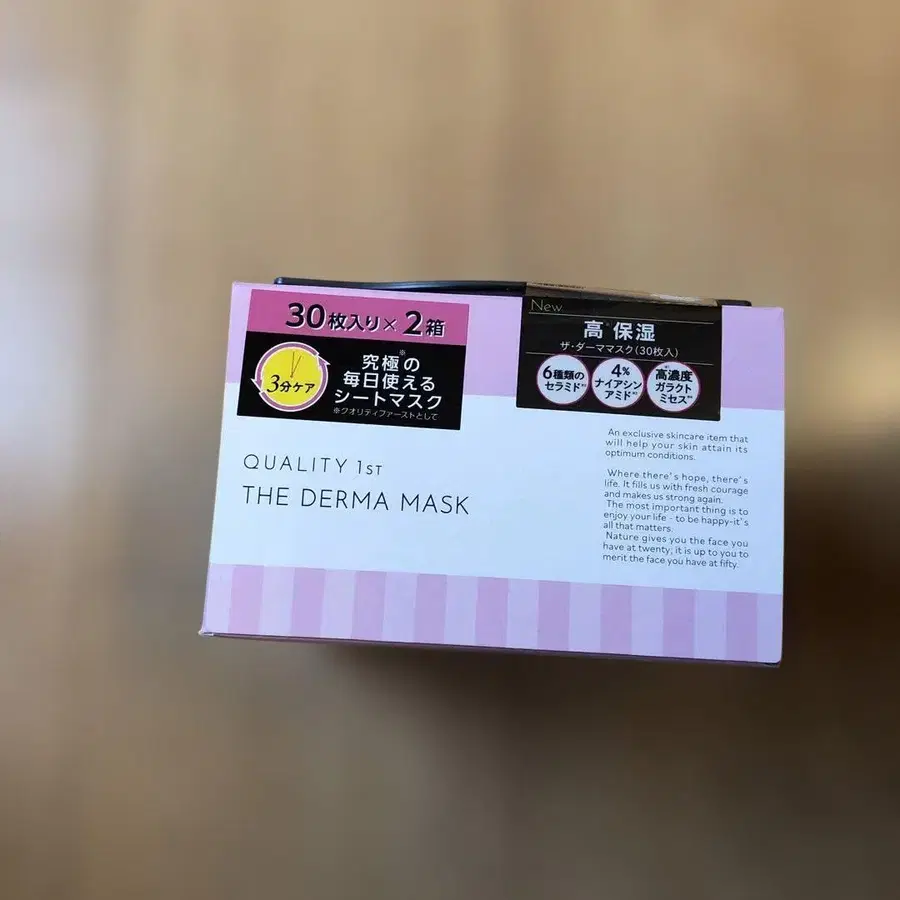 30枚入り×2箱
3分ケア
究極※の
毎日使える
シートマスク
※クオリティファーストとして
New
高※保湿
ザ・ダーママスク(30枚入)
6種類の
セラミド
4%
ナイアシン
アミド
高濃度
ガラクト
ミセス
QUALITY 1ST
THE DERMA MASK
An exclusive skincare item that
will help your skin attain its
optimum conditions.
Where there's hope, there's
life. It fills us with fresh courage
and makes us strong again.
The most important thing is to
enjoy your life - to be happy-it's
all that matters.
Nature gives you the face you
have at twenty; it is up to you to
merit the face you have at fifty.